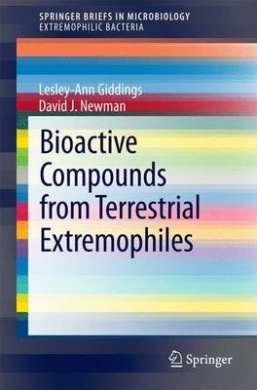 SPRINGER BRIEFS IN MICROBIOLOGY
EXTREMOPHILIC BACTERIA
Lesley-Ann Giddings
David J. Newman
Bioactive
Compounds
from Terrestrial
Extremophiles
Springer